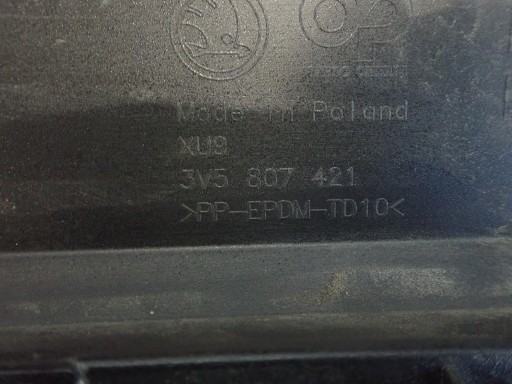 Made in Poland
XU9
3V5 807 421
>PP-EPDM-TD10<